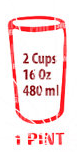 2 Cups
16 Oz
480 ml
1 PINT